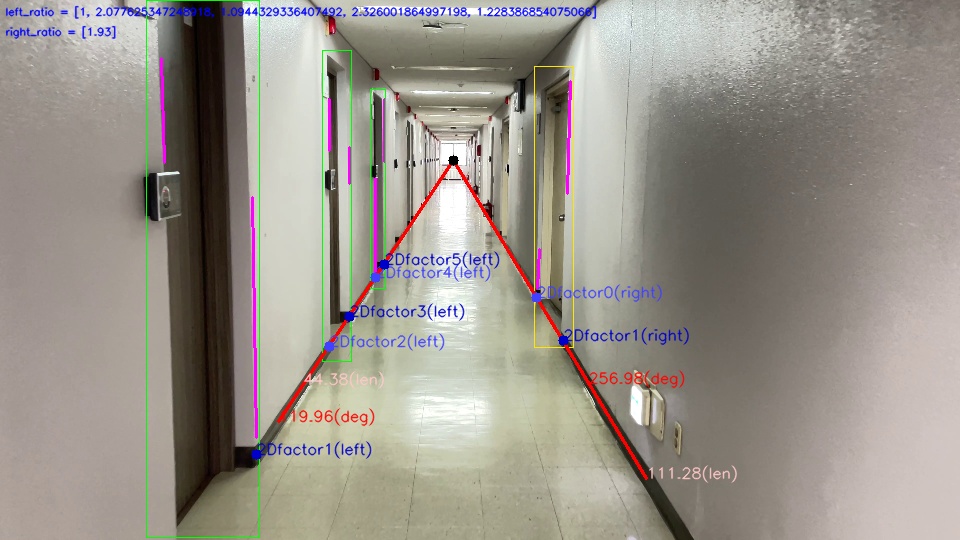 left_ratio = [1, 2.077625347248918, 1.0944329336407492, 2.326001864997198, 1.228386854075066]
right_ratio = [1.93]
2Dfactor5(left)
2Dfactor4(left)
2Dfactor0(right)
2Dfactor3(left)
2Dfactor1(right)
2Dfactor2(left)
44.38(len)
256.98(deg)
19.96(deg)
2Dfactor1(left)
111.28(len)